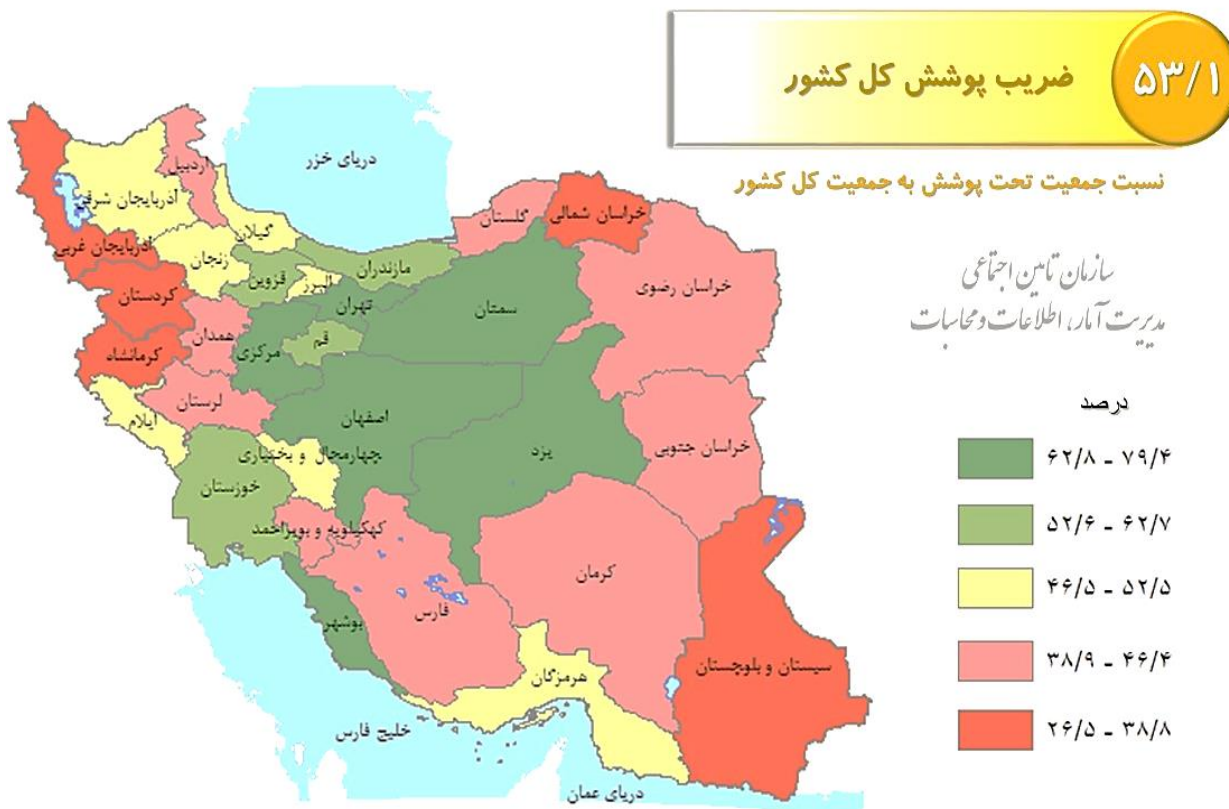 ۵۳/۱
ضریب پوشش کل کشور
نسبت جمعیت تحت پوشش به جمعیت کل کشور
سازمان تامین اجتماعی
مدیریت آمار، اطلاعات و محاسبات
درصد
۶۲/۸ - ۷۹/۴
۵۲/۶ - ۶۲/۷
۴۶/۵ - ۵۲/۵
۳۸/۹ - ۴۶/۴
۲۶/۵ - ۳۸/۸
دریای خزر
اردبیل
آذربایجان شرقی
گیلان
گلستان
خراسان شمالی
آذربایجان غربی
زنجان
قزوین
البرز
مازندران
خراسان رضوی
کردستان
تهران
سمنان
همدان
مرکزی
قم
کرمانشاه
لرستان
اصفهان
ایلام
خراسان جنوبی
یزد
چهارمحال و بختیاری
خوزستان
کهکیلویه و بویراحمد
کرمان
فارس
بوشهر
سیستان و بلوچستان
هرمزگان
خلیج فارس
دریای عمان